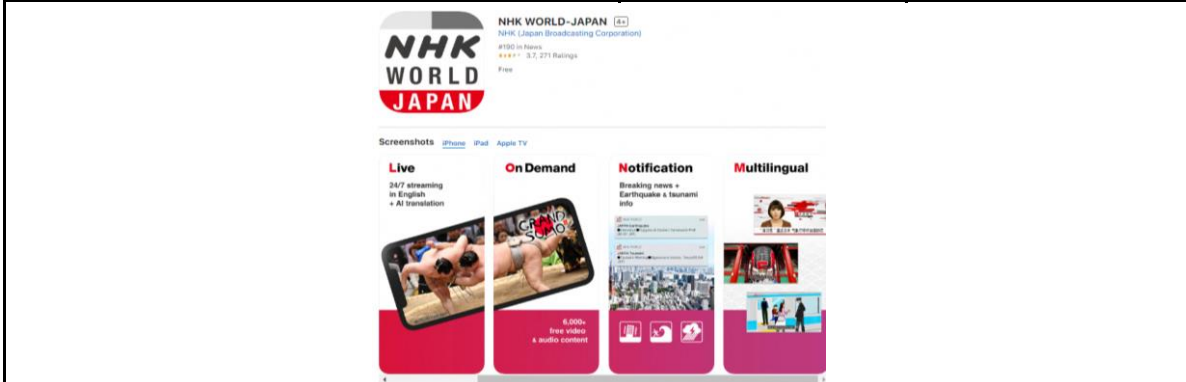 NHK WORLD-JAPAN 4+
NHK (Japan Broadcasting Corporation)
#190 in News
3.7, 271 Ratings
Free
NHK
WORLD
JAPAN
Screenshots iPhone iPad Apple TV
Live
24/7 streaming
in English
+ AI translation
On Demand
GRAND
SUMO
6,000+
free video
& audio content
Notification
Breaking news +
Earthquake & tsunami
info
Multilingual